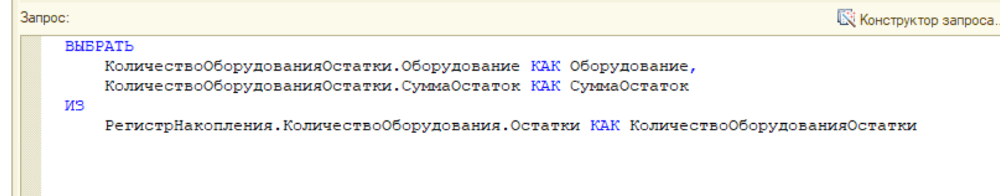 Запрос:
Конструктор запроса..
ВЫБРАТЬ
КоличествоОборудованияОстатки.Оборудование КАК Оборудование,
КоличествоОборудованияОстатки.СуммаОстаток КАК СуммаОстаток
ИЗ
РегистрНакопления.КоличествоОборудования.Остатки КАК КоличествоОборудованияОстатки